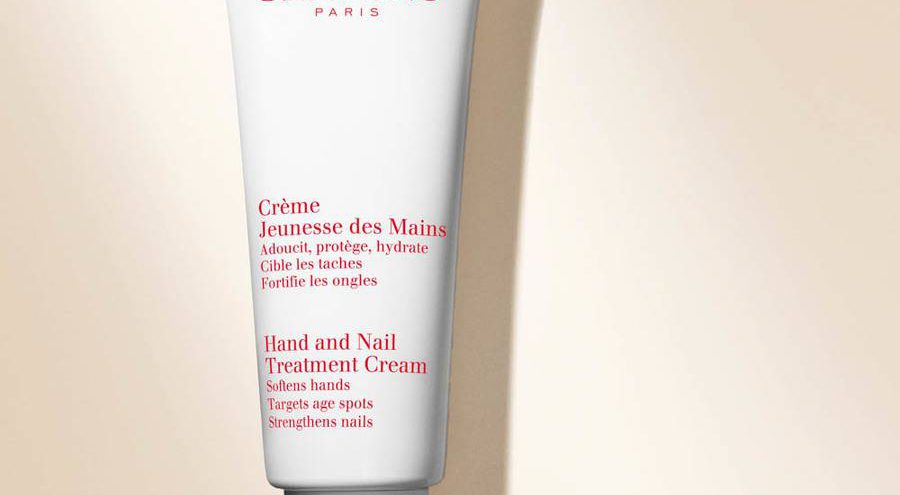 PARIS
Crème
Jeunesse des Mains
Adoucit, protège, hydrate
Cible les taches
Fortifie les ongles
Hand and Nail
Treatment Cream
Softens hands
Targets age spots
Strengthens nails